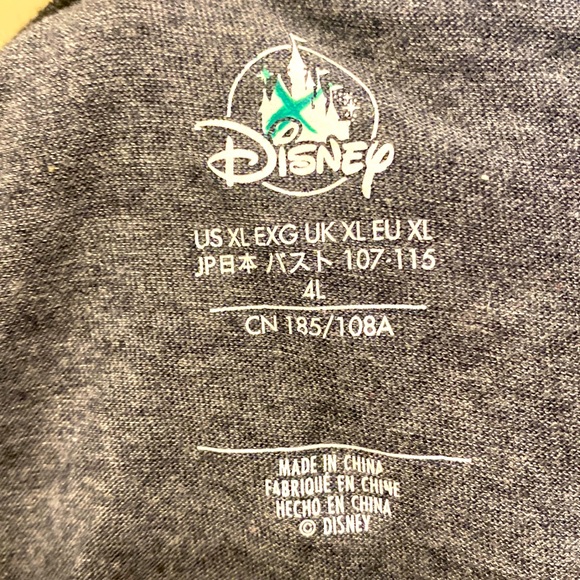 Disney
US XL EXG UK XL EU XL
JP日本 バスト 107-115
4L
CN 185/108A
MADE IN CHINA
FABRIQUÉ EN CHINE
HECHO EN CHINA
© DISNEY